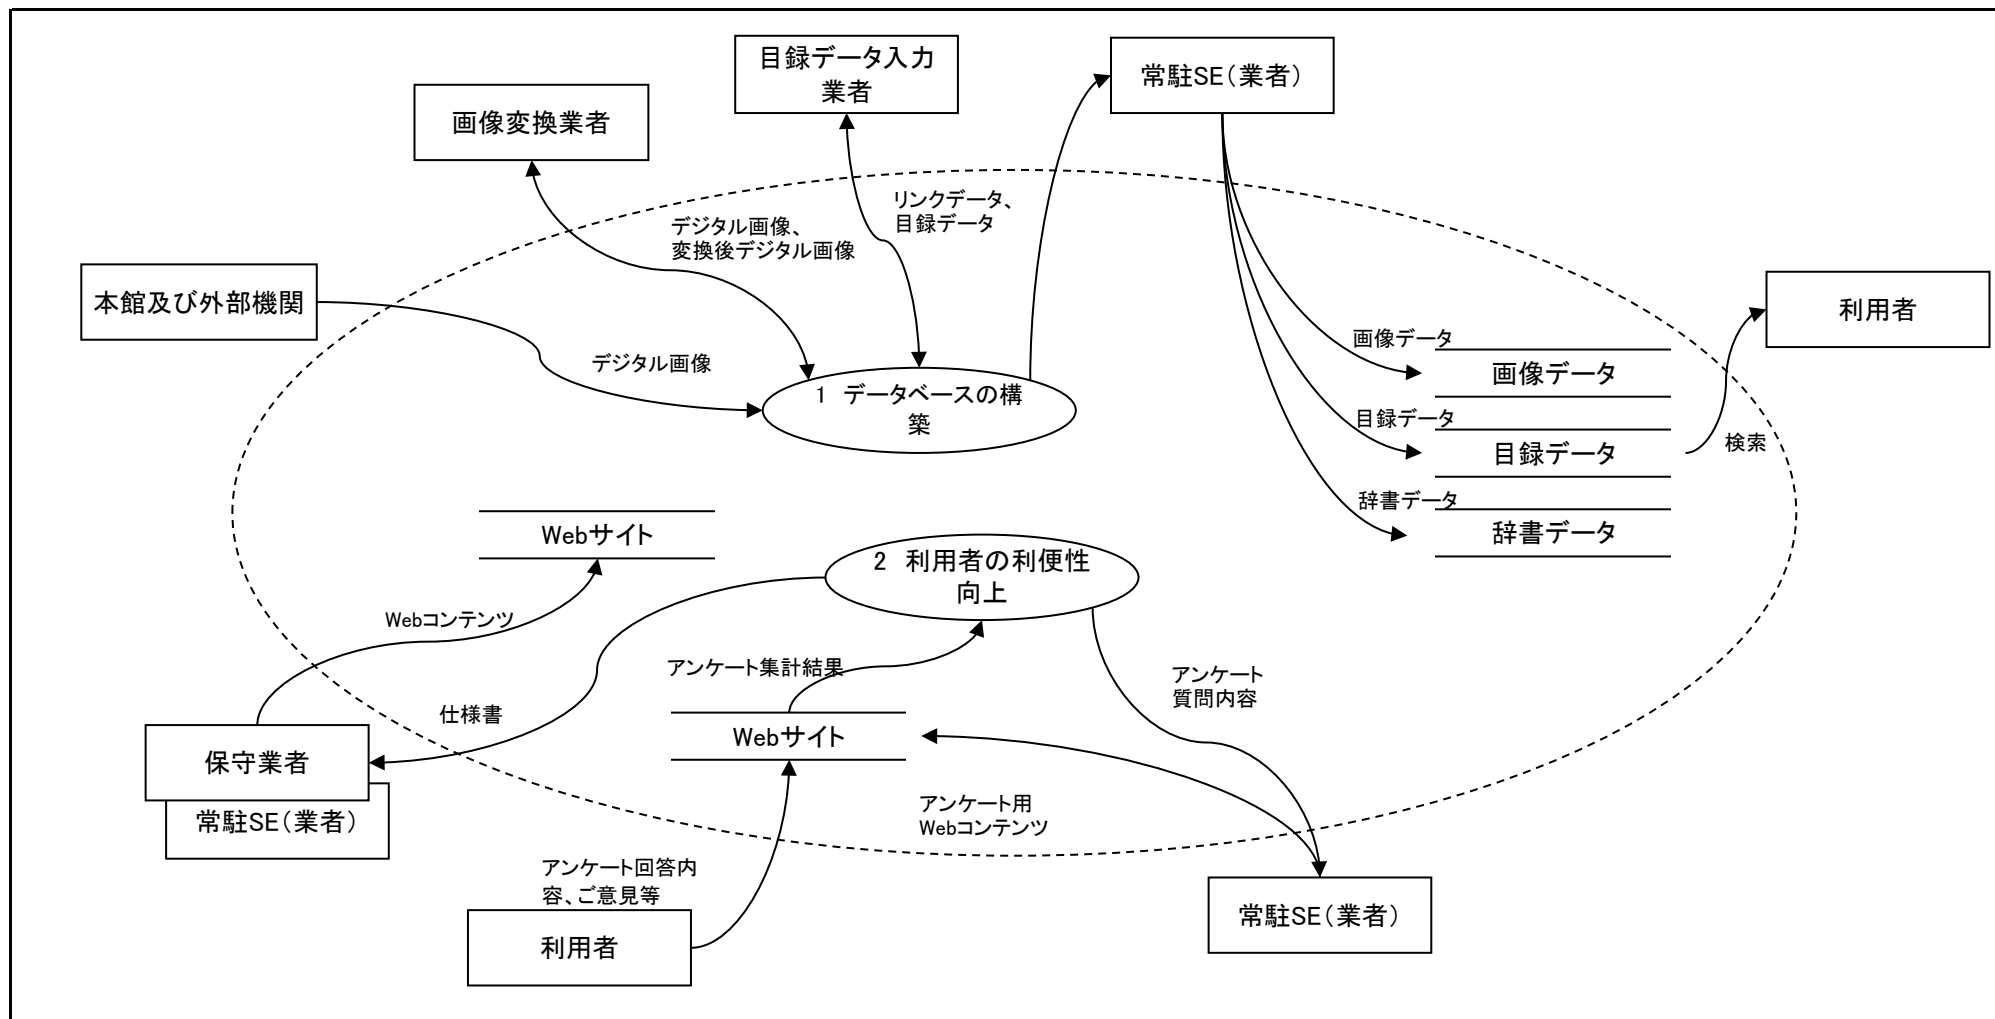 目録データ入力
業者
常駐SE（業者）
画像変換業者
リンクデータ、
目録データ
デジタル画像、
変換後デジタル画像
本館及び外部機関
利用者
デジタル画像
画像データ
画像データ
1　データベースの構
築
目録データ
目録データ
検索
辞書データ
辞書データ
Webサイト
2　利用者の利便性
向上
Webコンテンツ
アンケート集計結果
アンケート
質問内容
仕様書
Webサイト
保守業者
常駐SE（業者）
アンケート用
Webコンテンツ
アンケート回答内
容、ご意見等
利用者
常駐SE（業者）